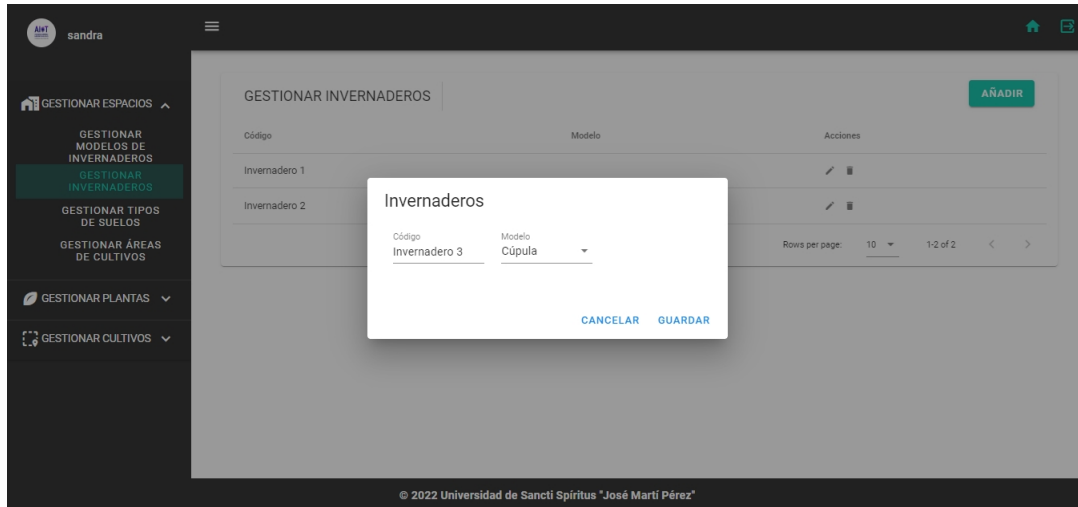 AIoT
sandra
GESTIONAR ESPACIOS
GESTIONAR
MODELOS DE
INVERNADEROS
GESTIONAR
INVERNADEROS
GESTIONAR TIPOS
DE SUELOS
GESTIONAR ÁREAS
DE CULTIVOS
GESTIONAR PLANTAS
GESTIONAR CULTIVOS
GESTIONAR INVERNADEROS
AÑADIR
Código Modelo Acciones
Invernadero 1
Invernadero 2
Rows per page: 10 1-2 of 2
Invernaderos
Código Modelo
Invernadero 3 Cúpula
CANCELAR GUARDAR
© 2022 Universidad de Sancti Spíritus "José Martí Pérez"